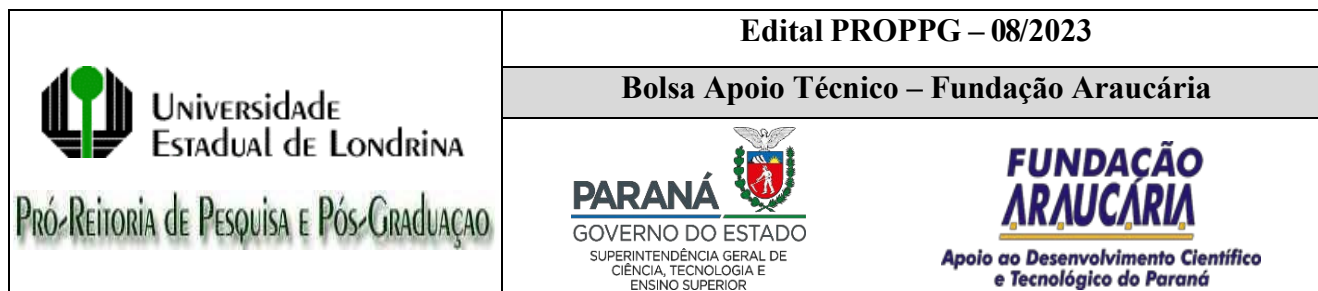 Universidade
Estadual de Londrina
Pró-Reitoria de Pesquisa e Pós-Graduaçao
Edital PROPPG – 08/2023
Bolsa Apoio Técnico – Fundação Araucária
PARANÁ
GOVERNO DO ESTADO
SUPERINTENDÊNCIA GERAL DE
CIÊNCIA, TECNOLOGIA E
ENSINO SUPERIOR
FUNDAÇÃO
ARAUCÁRIA
Apoio ao Desenvolvimento Científico
e Tecnológico do Paraná